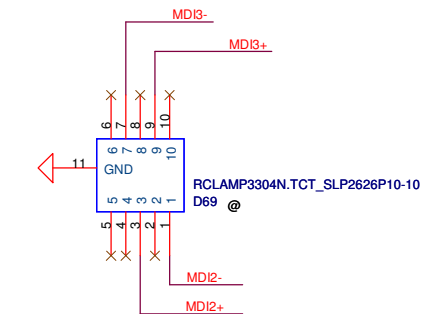 MDI3-
MDI3+
6 7 8 9 10
6 7 8 9 10
11
GND
RCLAMP3304N.TCT_SLP2626P10-10
D69 @
5 4 3 2 1
5 4 3 2 1
MDI2-
MDI2+